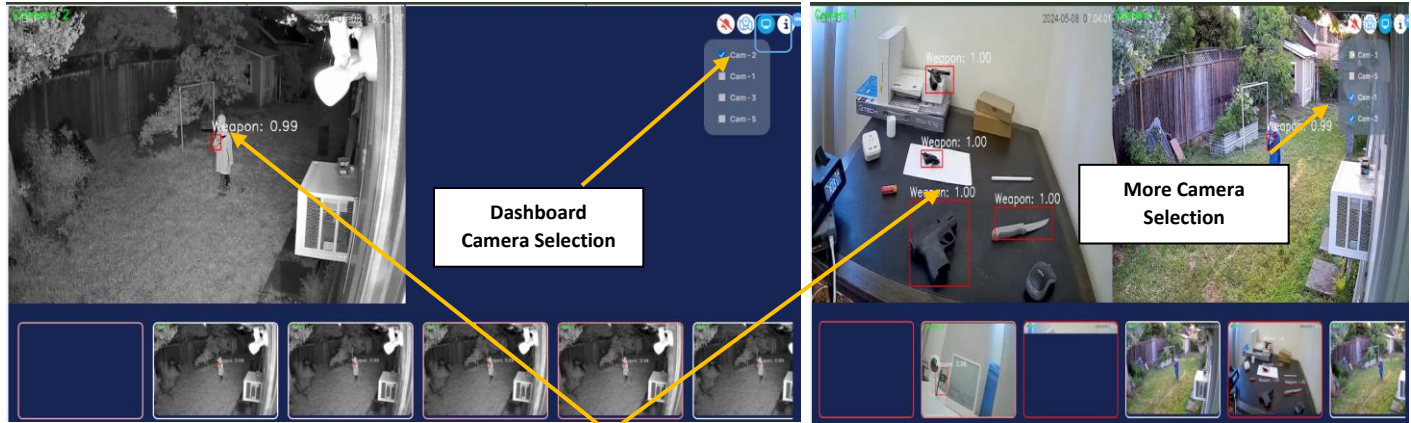 Camera 2
Cam-2
Cam-1
Cam-3
Cam-5
Weapon: 0.99
Dashboard
Camera Selection
Camera 1
2024-05-08
Weapon: 1.00
Weapon: 1.00
Weapon: 1.00
Weapon: 1.00
Cam-3
Cam-5
Cam-1
Cam-2
Weapon: 0.99
More Camera
Selection